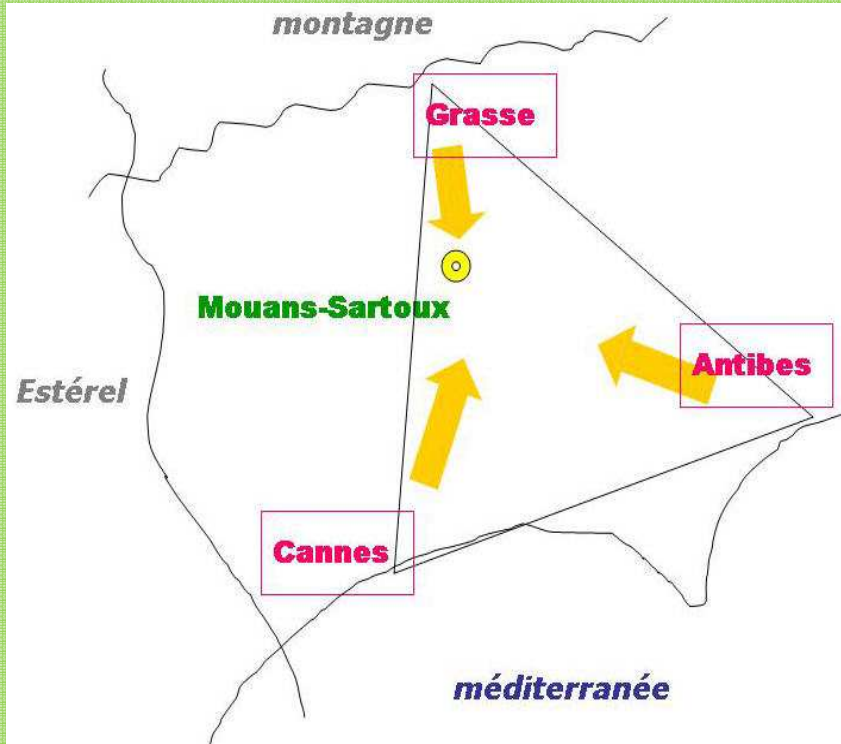 montagne
Grasse
Mouans-Sartoux
Antibes
Estérel
Cannes
méditerranée